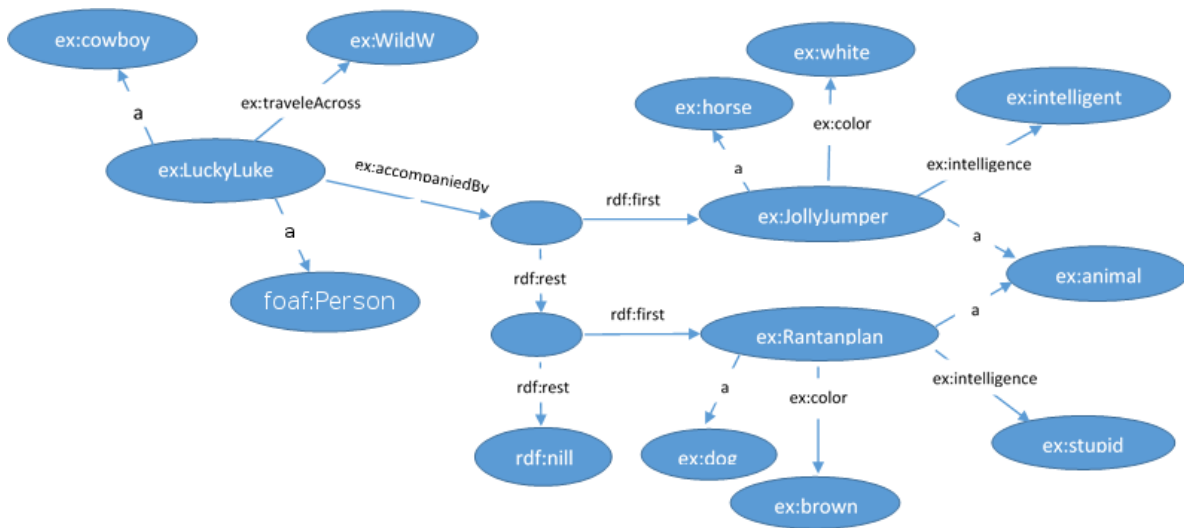 ex:cowboy
ex:WildW
ex:white
ex:intelligent
ex:horse
ex:traveleAcross
a
ex:color
ex:LuckyLuke
ex:accompaniedBy
a
ex:intelligence
rdf:first
ex:JollyJumper
a
a
rdf:rest
ex:animal
foaf:Person
rdf:first
a
ex:Rantanplan
rdf:rest
a
ex:color
ex:intelligence
rdf:nill
ex:dog
ex:stupid
ex:brown